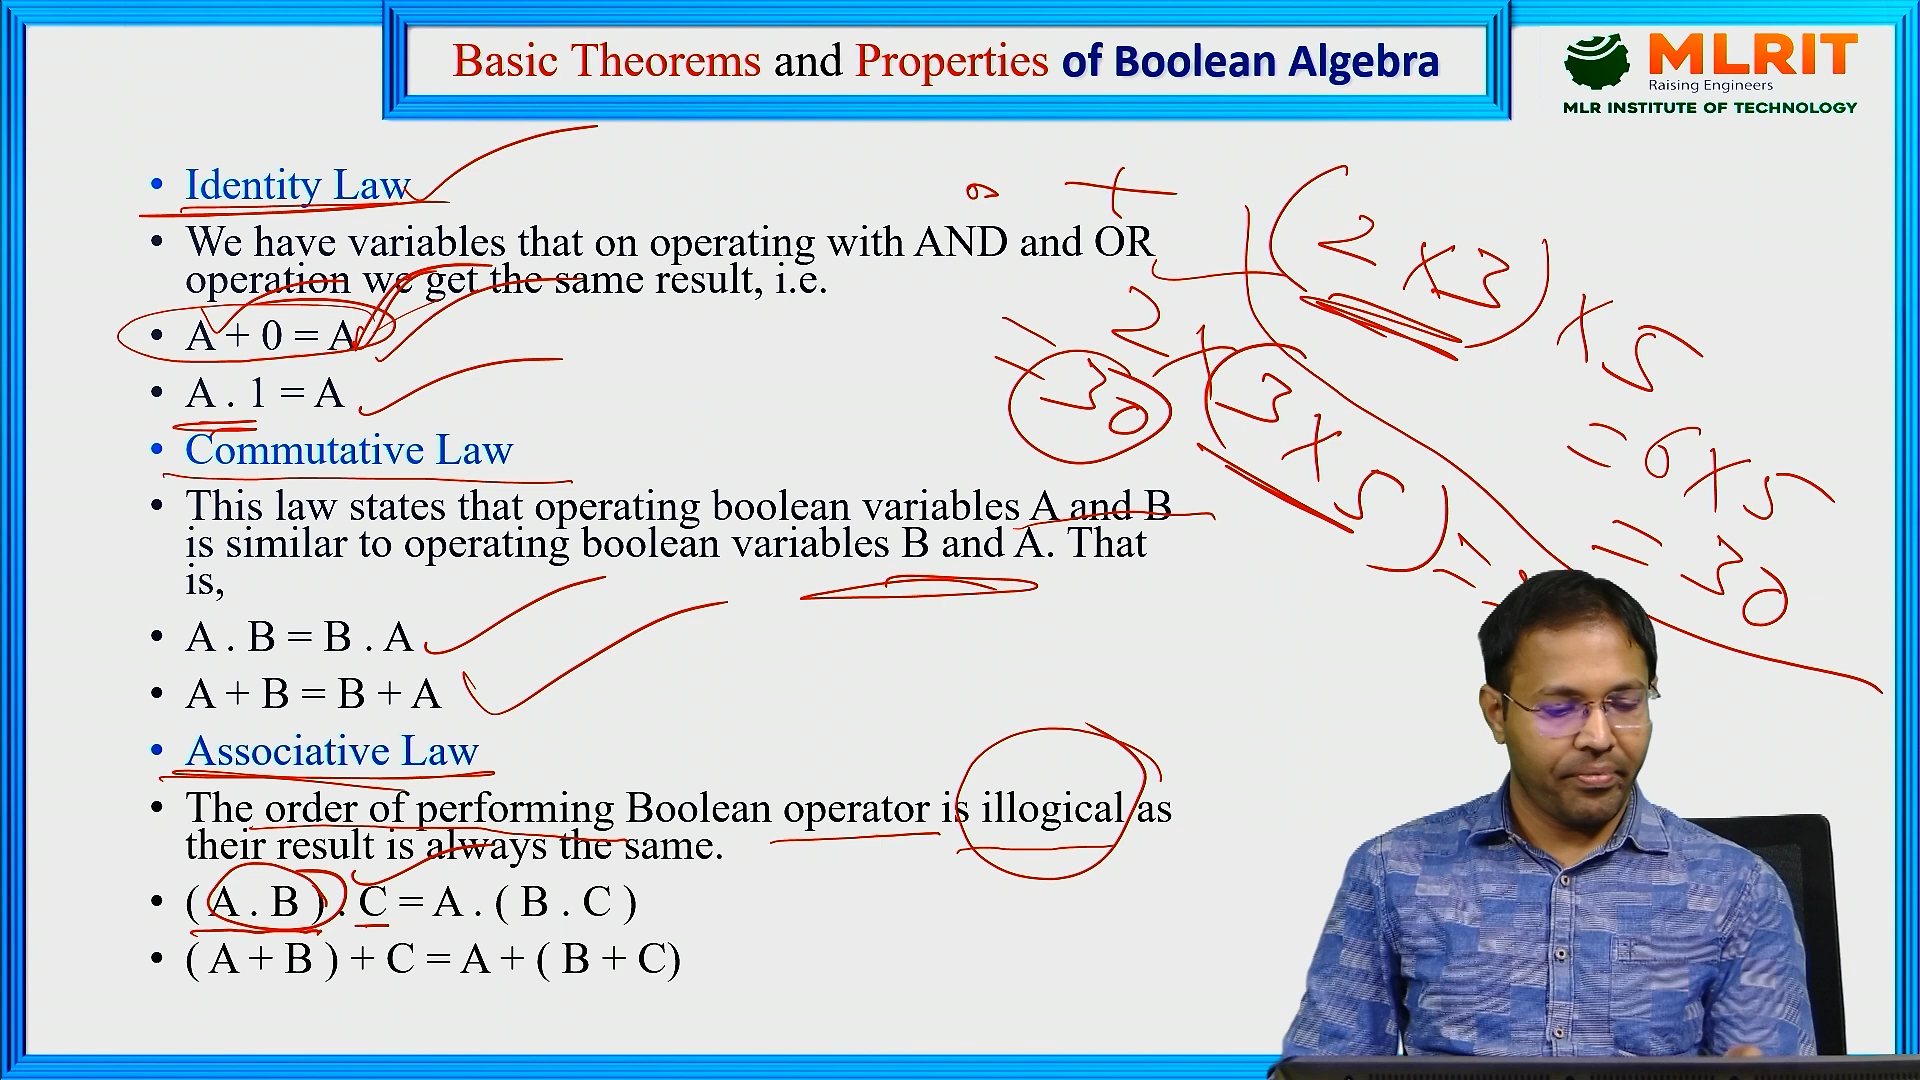 Basic Theorems and Properties of Boolean Algebra
MLRIT
Raising Engineers
MLR INSTITUTE OF TECHNOLOGY
• Identity Law
• We have variables that on operating with AND and OR
operation we get the same result, i.e.
• A + 0 = A
• A . 1 = A
• Commutative Law
• This law states that operating boolean variables A and B
is similar to operating boolean variables B and A. That
is,
• A . B = B . A
• A + B = B + A
• Associative Law
• The order of performing Boolean operator is illogical as
their result is always the same.
• ( A . B ) . C = A . ( B . C )
• ( A + B ) + C = A + ( B + C)
+
(2 × 3) × 5
= 6 × 5
= 30
2 × (3 × 5) =
= 30